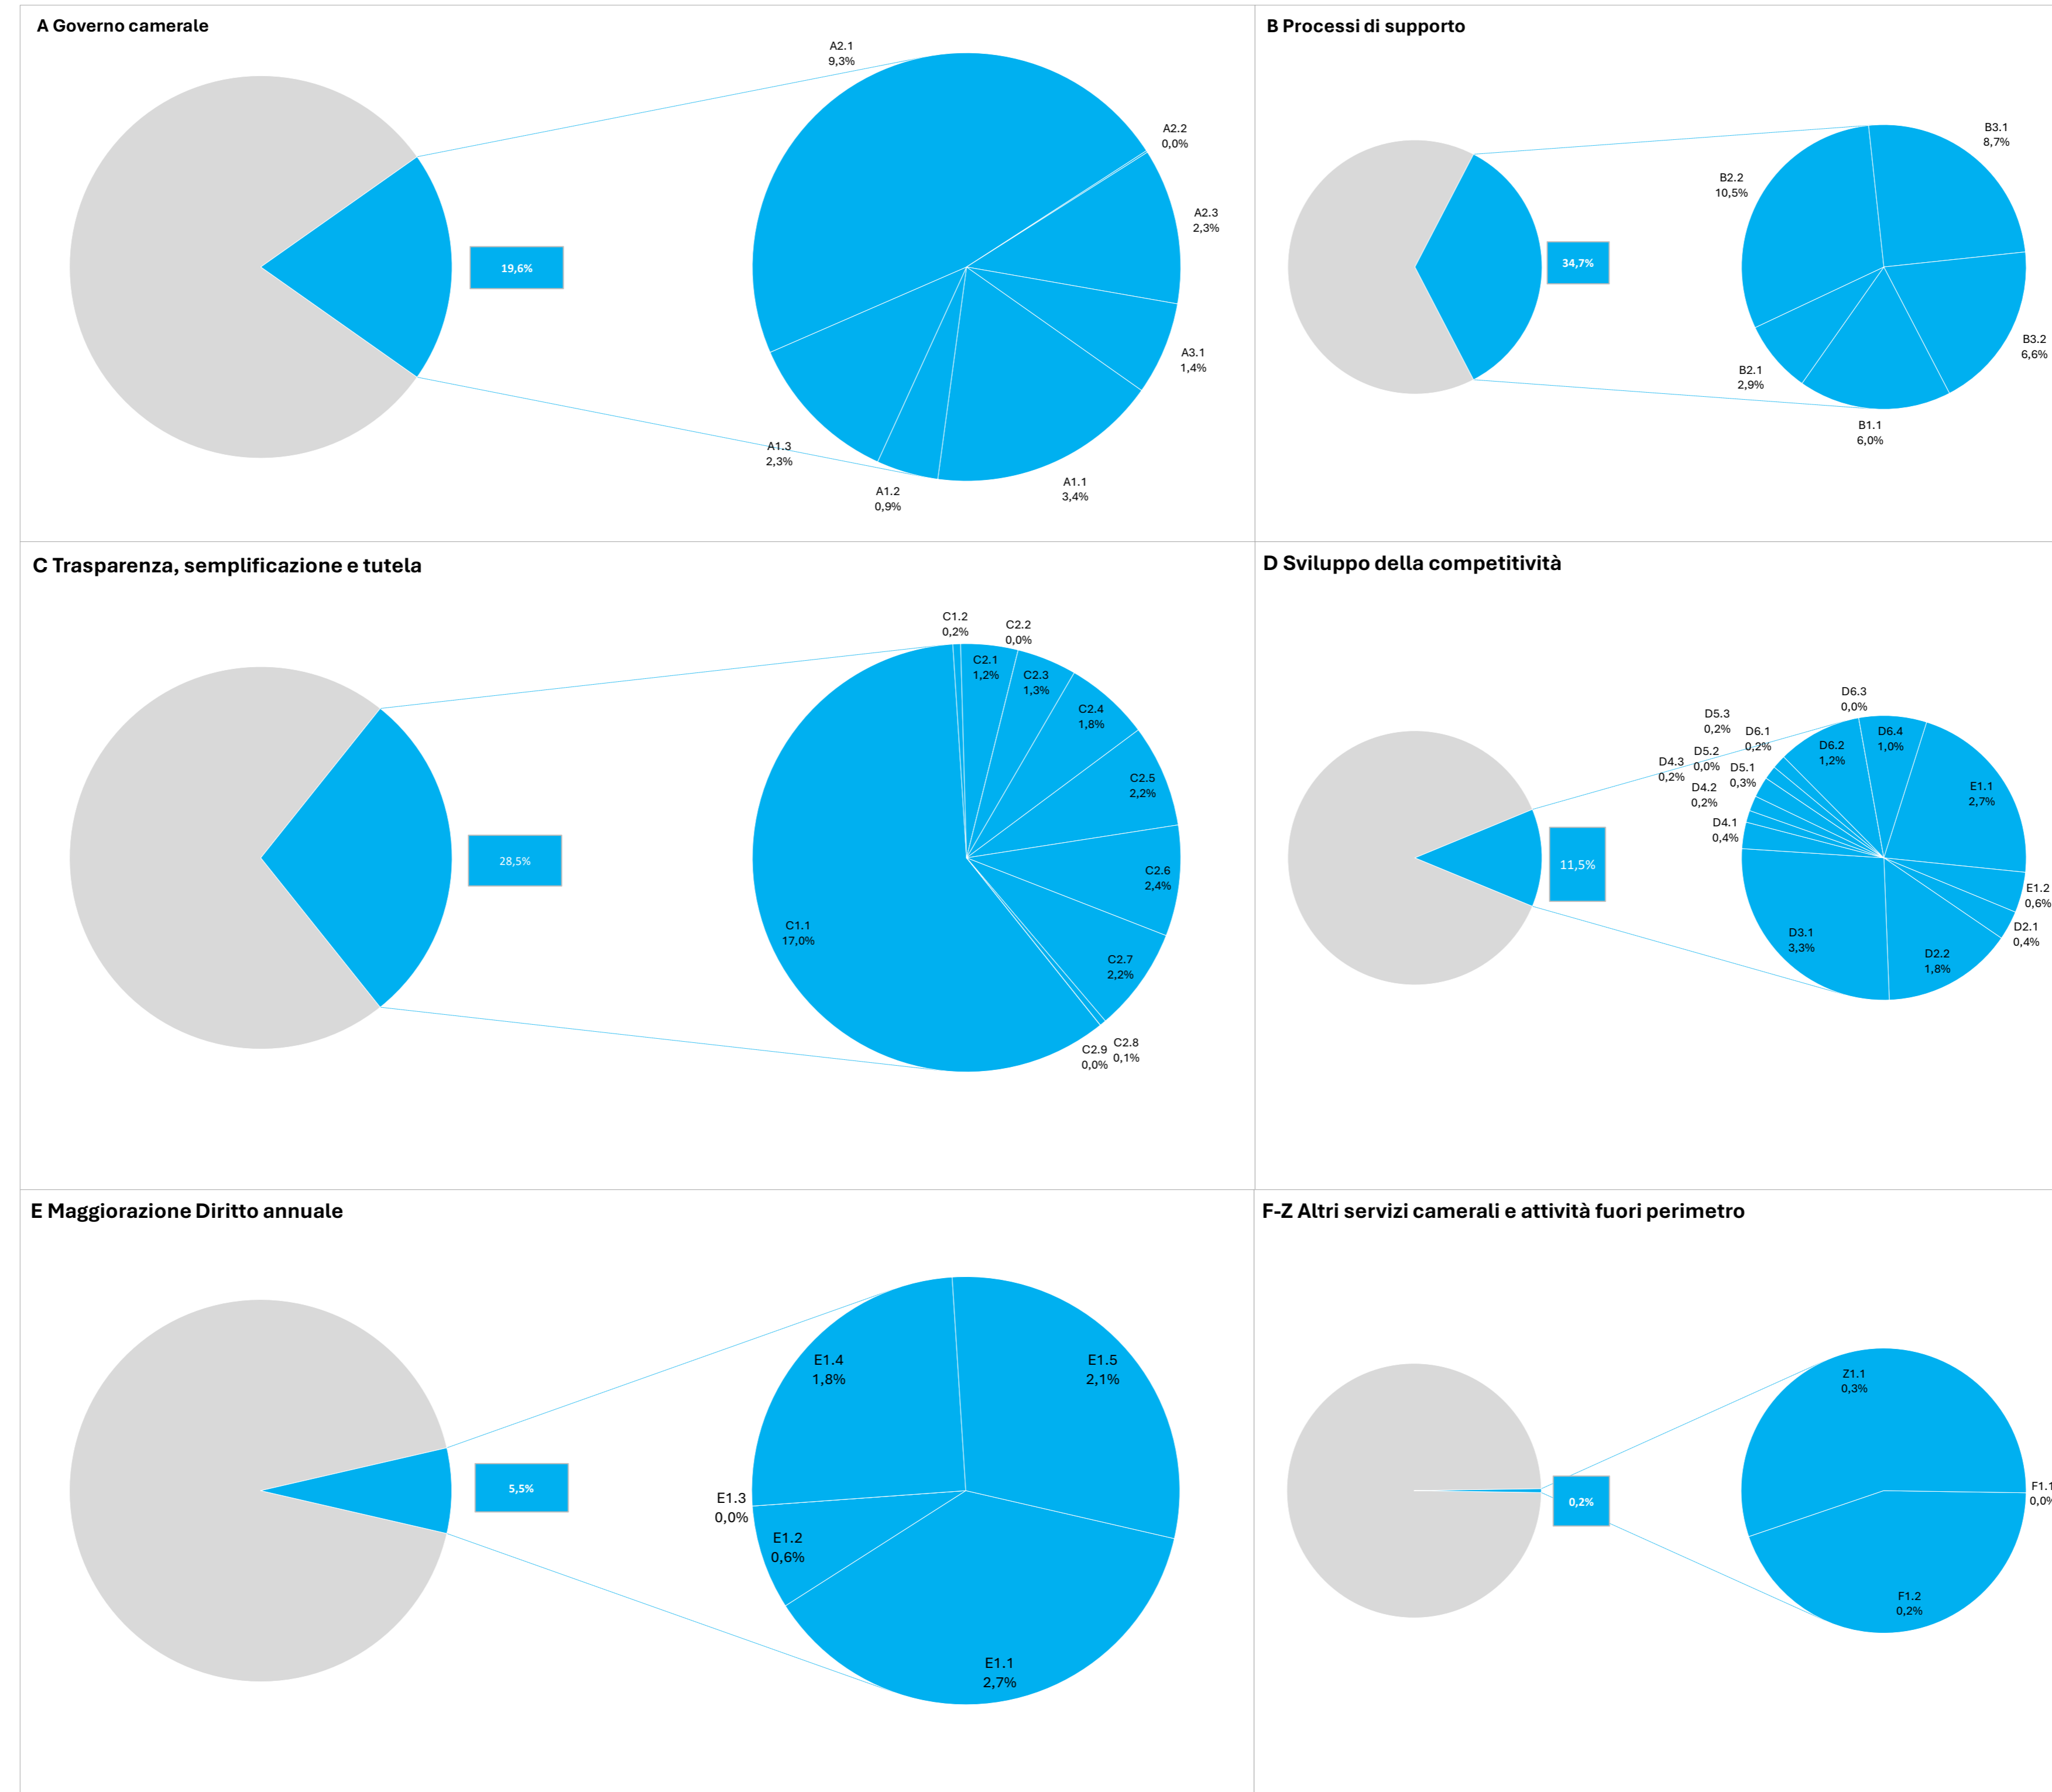 A Governo camerale
A2.1
9,3%
A2.2
0,0%
A2.3
2,3%
19,6%
A3.1
1,4%
A1.3
2,3%
A1.2
0,9%
A1.1
3,4%
B Processi di supporto
B3.1
8,7%
B2.2
10,5%
34,7%
B3.2
6,6%
B2.1
2,9%
B1.1
6,0%
C Trasparenza, semplificazione e tutela
C1.2
0,2%
C2.2
0,0%
C2.1
1,2%
C2.3
1,3%
C2.4
1,8%
C2.5
2,2%
28,5%
C2.6
2,4%
C1.1
17,0%
C2.7
2,2%
C2.9
0,0%
C2.8
0,1%
D Sviluppo della competitività
D6.3
0,0%
D5.3
0,2%
D6.1
0,2%
D6.2
1,2%
D6.4
1,0%
D5.2
0,0%
D4.3
0,2%
D5.1
0,3%
D4.2
0,2%
E1.1
2,7%
D4.1
0,4%
11,5%
E1.2
0,6%
D2.1
0,4%
D3.1
3,3%
D2.2
1,8%
E Maggiorazione Diritto annuale
E1.4
1,8%
E1.5
2,1%
5,5%
E1.3
0,0%
E1.2
0,6%
E1.1
2,7%
F-Z Altri servizi camerali e attività fuori perimetro
Z1.1
0,3%
0,2%
F1.1
0,0%
F1.2
0,2%